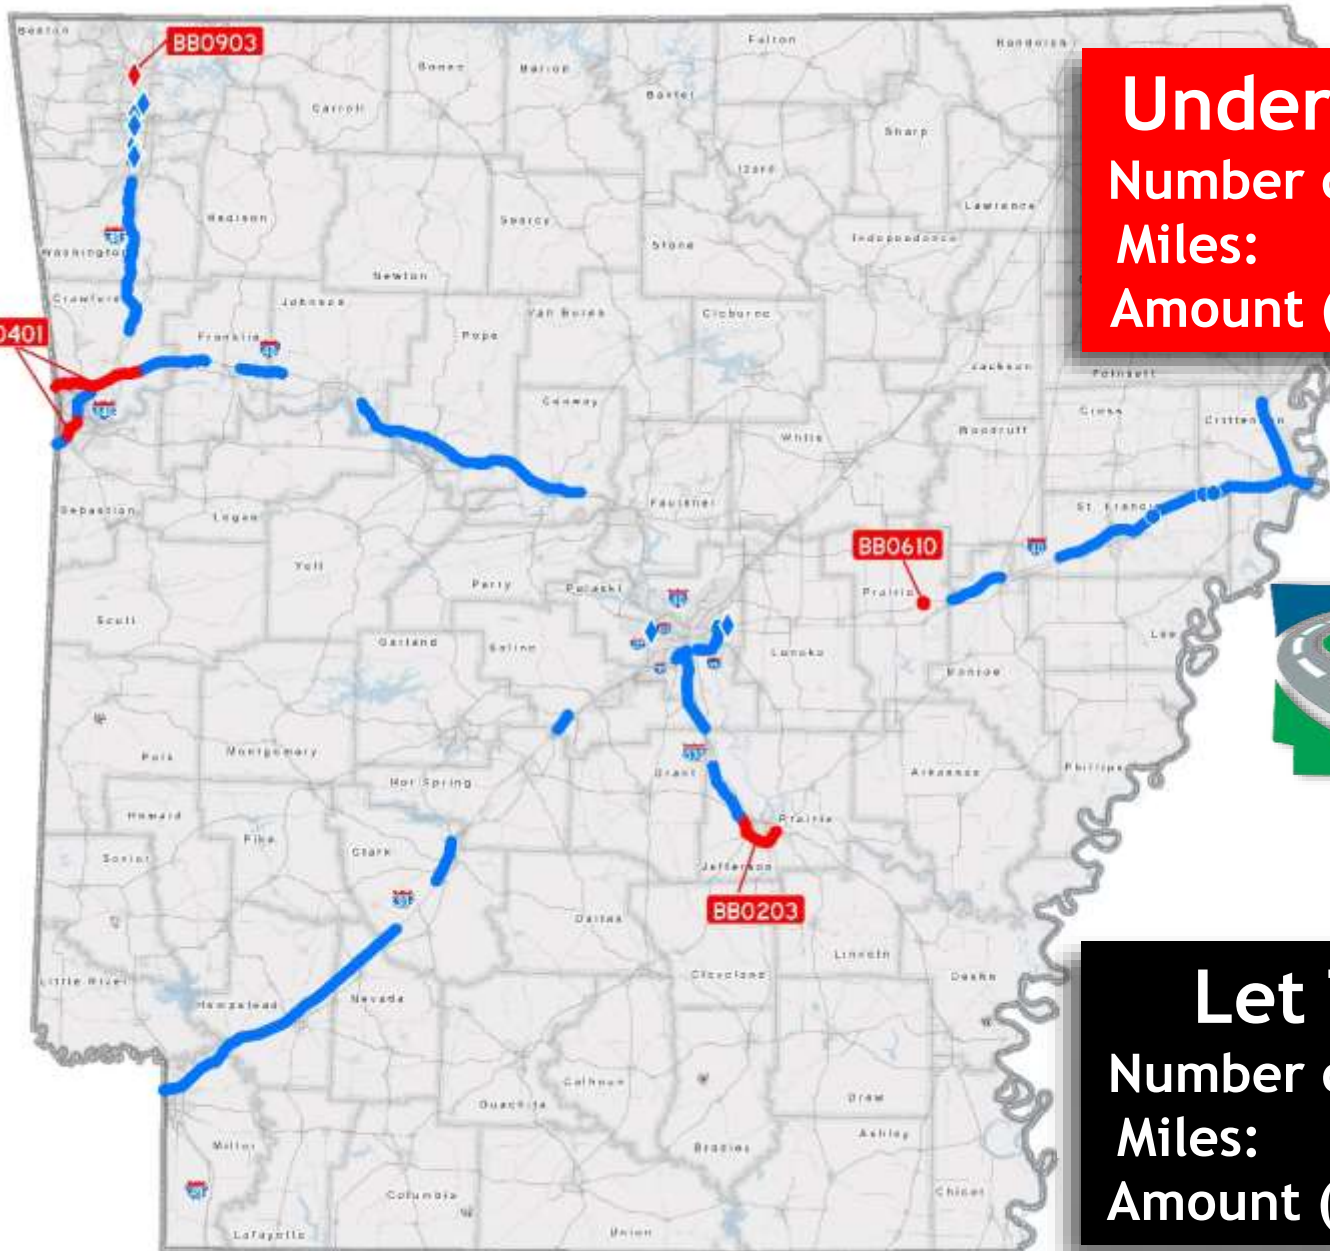 Benton
BB0903
Boone
Marion
Fulton
Randolph
Baxter
Carroll
Sharp
Izard
Lawrence
Madison
Searcy
Stone
Independence
Washington
Newton
Crawford
Johnson
Van Buren
Cleburne
Franklin
Pope
0401
Jackson
Poinsett
Conway
Cross
Crittenden
White
Woodruff
Sebastian
Logan
Faulkner
St. Francis
BB0610
Yell
Perry
Pulaski
Prairie
Scott
Garland
Saline
Lonoke
Lee
Monroe
Polk
Montgomery
Hot Spring
Grant
Arkansas
Phillips
Howard
Pike
Clark
Prairie
Sevier
Jefferson
BB0203
Dallas
Lincoln
Little River
Hempstead
Nevada
Cleveland
Desha
Calhoun
Ouachita
Drew
Miller
Bradley
Ashley
Columbia
Chicot
Lafayette
Union
Under
Number
Miles:
Amount (
Let
Number
Miles:
Amount (